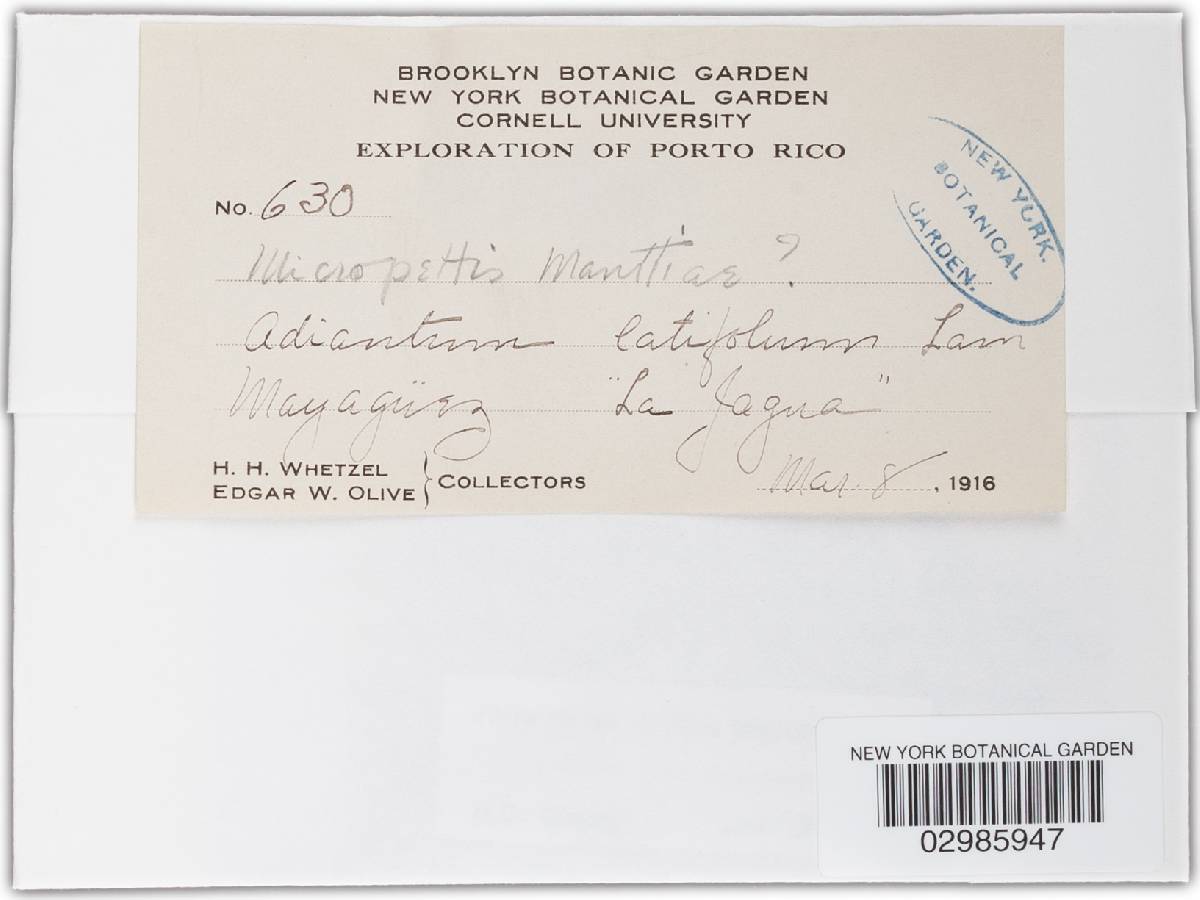 BROOKLYN BOTANIC GARDEN
NEW YORK BOTANICAL GARDEN
CORNELL UNIVERSITY
EXPLORATION OF PORTO RICO
No. 630
Micropeltis ?
Adiantum latifolium Lam
Mayagüez "La Jagua"
H. H. WHETZEL
EDGAR W. OLIVE } COLLECTORS
Mar. 8, 1916
NEW YORK
BOTANICAL
GARDEN.
NEW YORK BOTANICAL GARDEN
02985947